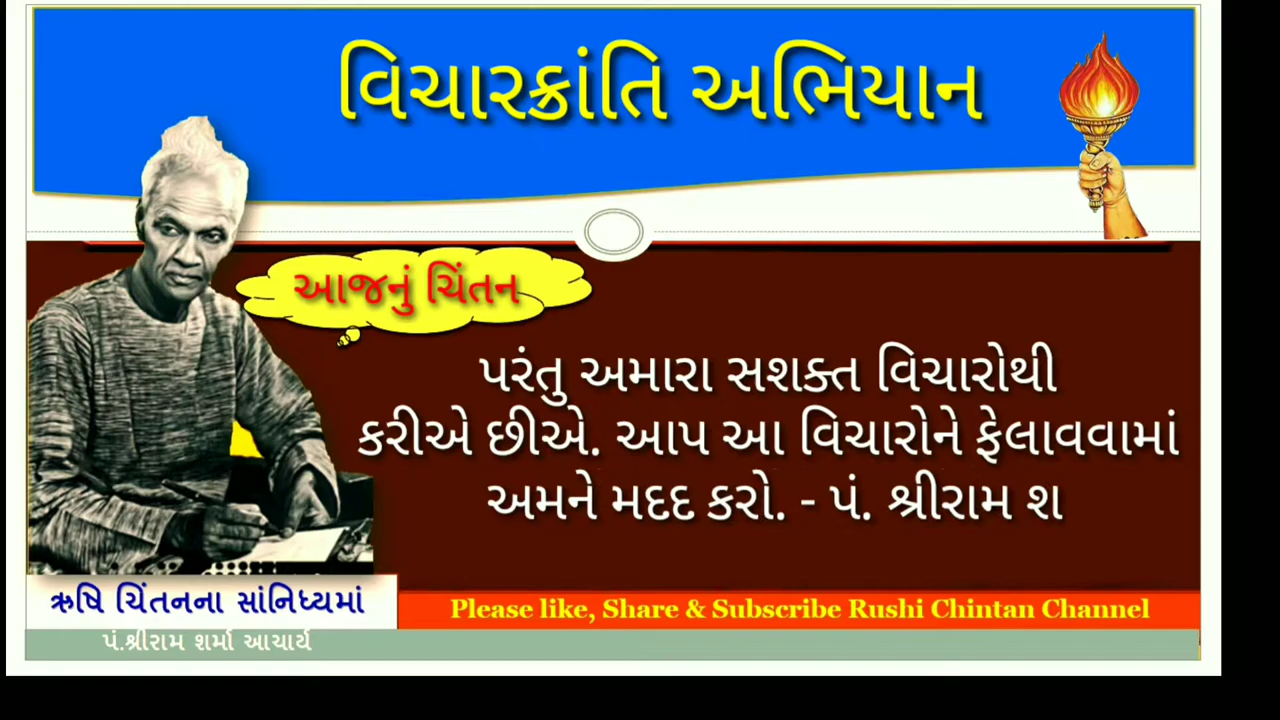 વિચારક્રાંતિ અભિયાન
આજનું ચિંતન
પરંતુ અમારા સશક્ત વિચારોથી
કરીએ છીએ. આપ આ વિચારોને ફેલાવવામાં
અમને મદદ કરો. - પં. શ્રીરામ શ
ઋષિ ચિંતનના સાંનિધ્યમાં
Please like, Share & Subscribe Rushi Chintan Channel
પં.શ્રીરામ શર્મા આચાર્ય